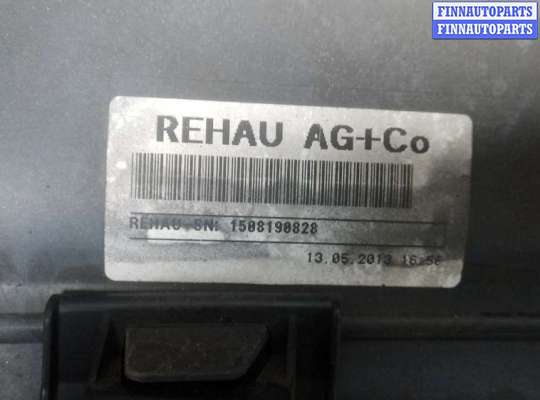 FINNAUTOPARTS
FINNAUTOPARTS
REHAU AG+Co
REHAU-SN: 1508190828
13.05.2013 16:56